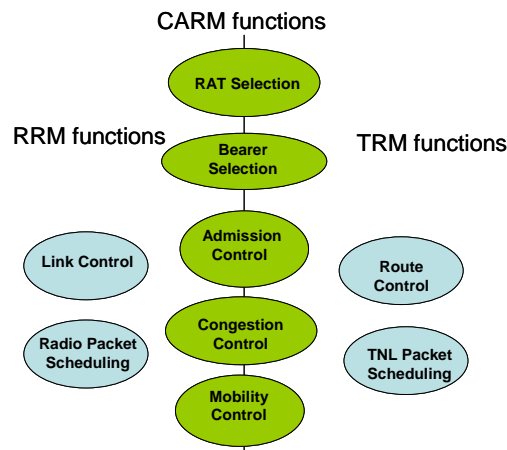 CARM functions
RAT Selection
RRM functions
TRM functions
Bearer
Selection
Admission
Control
Link Control
Route
Control
Congestion
Control
Radio Packet
Scheduling
TNL Packet
Scheduling
Mobility
Control